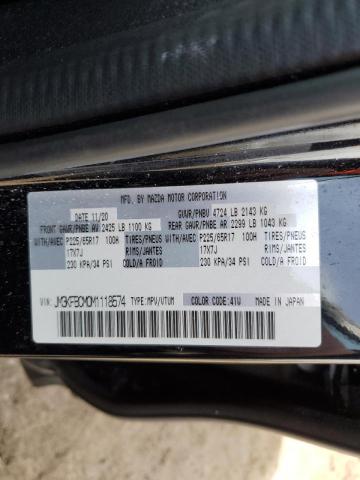 MFD. BY MAZDA MOTOR CORPORATION
DATE 11/20 GVWR/PNBV 4724 LB 2143 KG
FRONT GAWR/PNBE AV 2425 LB 1100 KG REAR GAWR/PNBE AR 2299 LB 1043 KG
WITH/AVEC P225/65R17 100H TIRES/PNEUS WITH/AVEC P225/65R17 100H TIRES/PNEUS
17X7J RIMS/JANTES 17X7J RIMS/JANTES
230 KPA/34 PSI COLD/A FROID 230 KPA/34 PSI COLD/A FROID
VIN: JM3KFBCM0M1118574 TYPE:MPV/VTUM COLOR CODE:41V MADE IN JAPAN